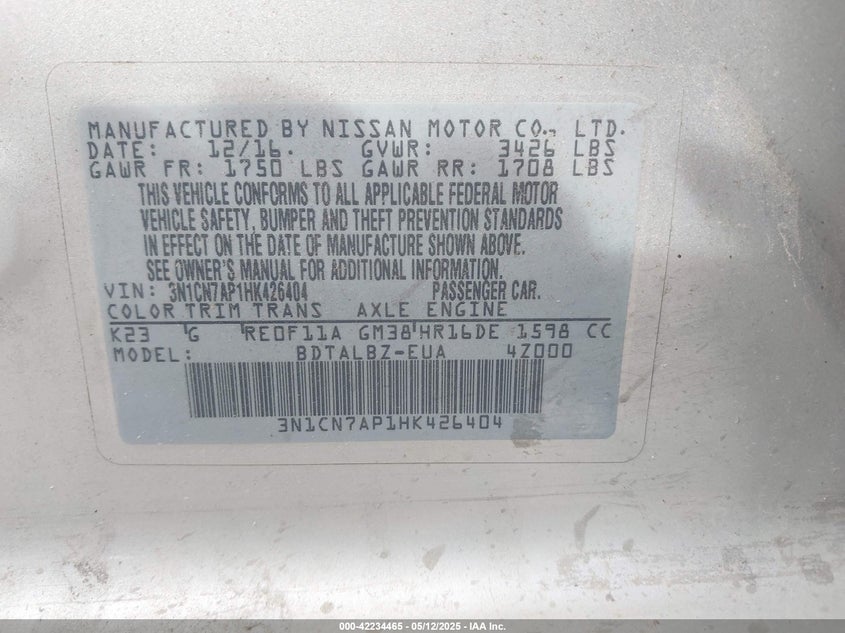 MANUFACTURED BY NISSAN MOTOR CO., LTD.
DATE: 12/16. GVWR: 3426 LBS
GAWR FR: 1750 LBS GAWR RR: 1708 LBS
THIS VEHICLE CONFORMS TO ALL APPLICABLE FEDERAL MOTOR
VEHICLE SAFETY, BUMPER AND THEFT PREVENTION STANDARDS
IN EFFECT ON THE DATE OF MANUFACTURE SHOWN ABOVE.
SEE OWNER'S MANUAL FOR ADDITIONAL INFORMATION.
VIN: 3N1CN7AP1HK426404 PASSENGER CAR.
COLOR TRIM TRANS AXLE ENGINE
K23 G RE0F11A GM38 HR16DE 1598 CC
MODEL: BDTALBZ-EUA 4Z000
3N1CN7AP1HK426404
000-42234465 - 05/12/2025 - IAA Inc.